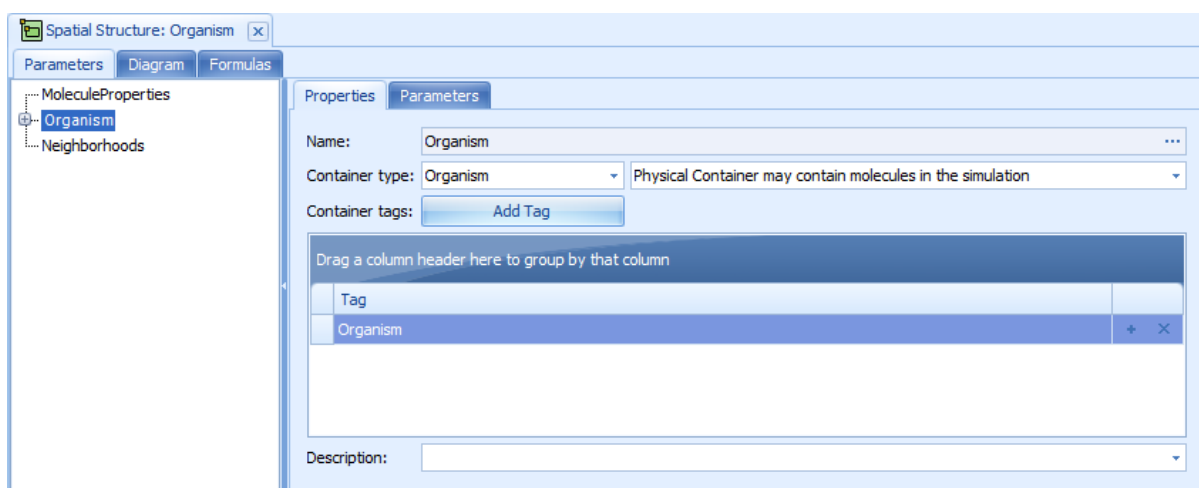 Spatial Structure: Organism
Parameters Diagram Formulas
MoleculeProperties
Organism
Neighborhoods
Properties Parameters
Name: Organism ...
Container type: Organism Physical Container may contain molecules in the simulation
Container tags: Add Tag
Drag a column header here to group by that column
Tag
Organism
Description: